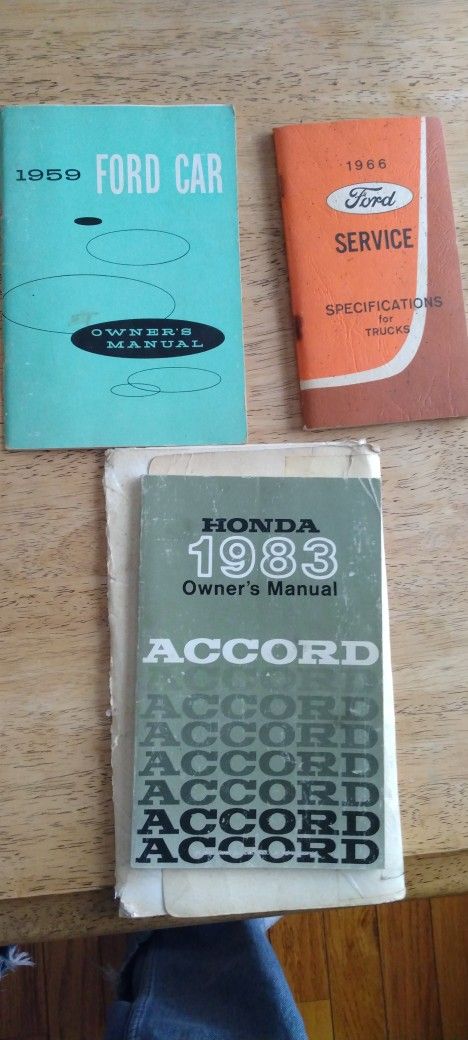 1959 FORD CAR
OWNER'S
MANUAL
1966
Ford
SERVICE
SPECIFICATIONS
for
TRUCKS
HONDA
1983
Owner's Manual
ACCORD
ACCORD
ACCORD
ACCORD
ACCORD
ACCORD
ACCORD
ACCORD